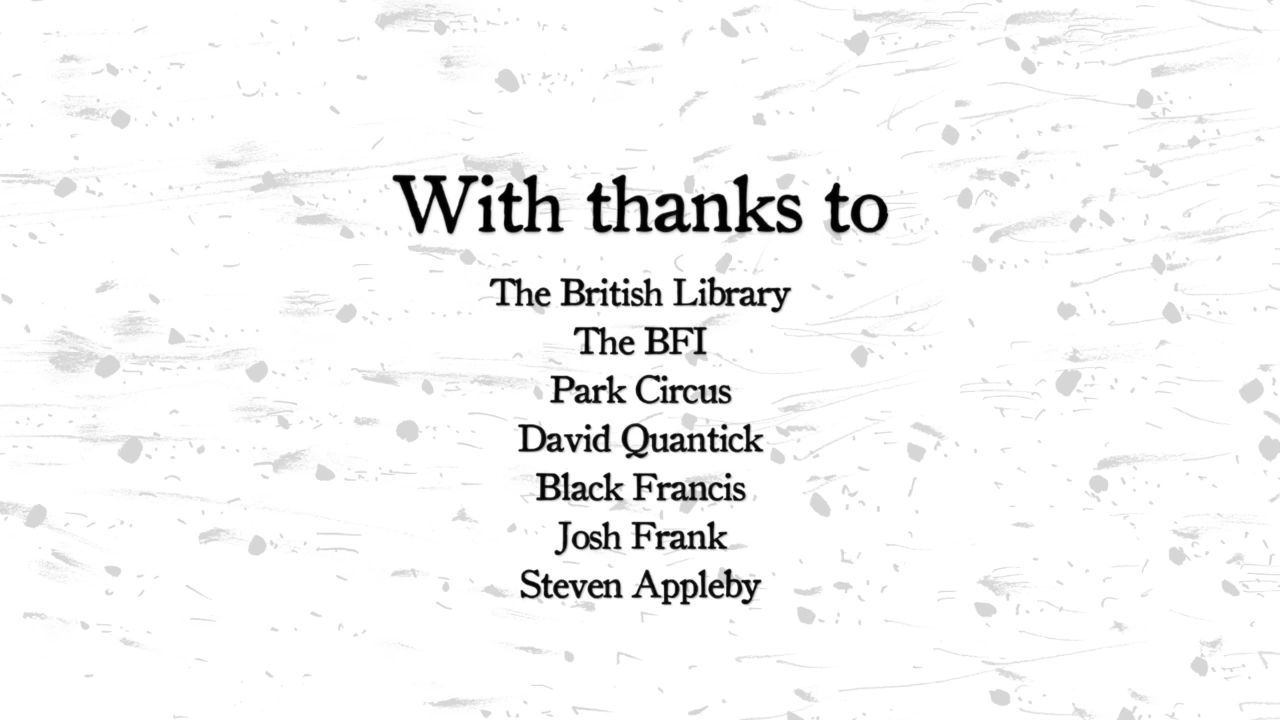 With thanks to
The British Library
The BFI
Park Circus
David Quantick
Black Francis
Josh Frank
Steven Appleby